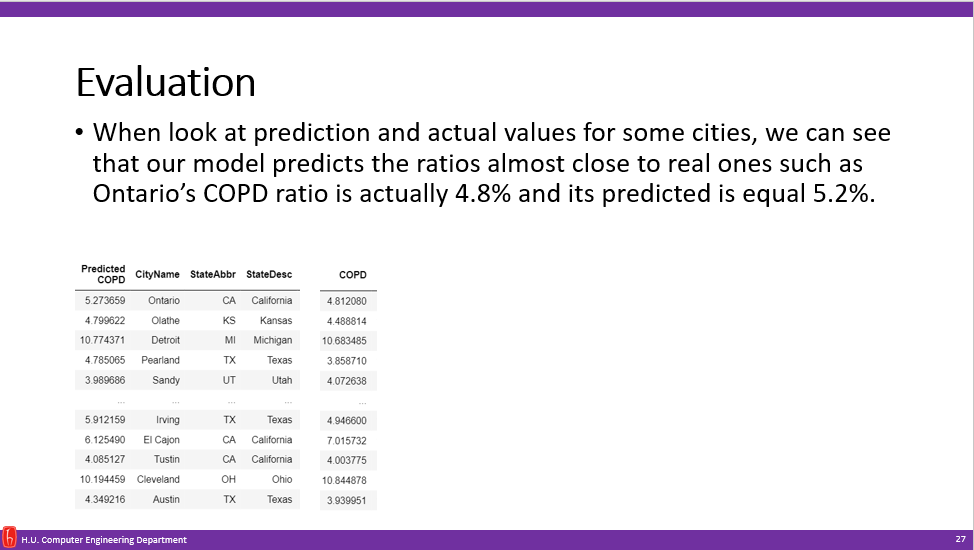 Evaluation
• When look at prediction and actual values for some cities, we can see
that our model predicts the ratios almost close to real ones such as
Ontario’s COPD ratio is actually 4.8% and its predicted is equal 5.2%.
Predicted
COPD CityName StateAbbr StateDesc COPD
5.273659 Ontario CA California 4.812080
4.799622 Olathe KS Kansas 4.488814
10.774371 Detroit MI Michigan 10.683485
4.785065 Pearland TX Texas 3.858710
3.989686 Sandy UT Utah 4.072638
... ... ... ... ...
5.912159 Irving TX Texas 4.946600
6.125490 El Cajon CA California 7.015732
4.085127 Tustin CA California 4.003775
10.194459 Cleveland OH Ohio 10.844878
4.349216 Austin TX Texas 3.939951
H.U. Computer Engineering Department 27